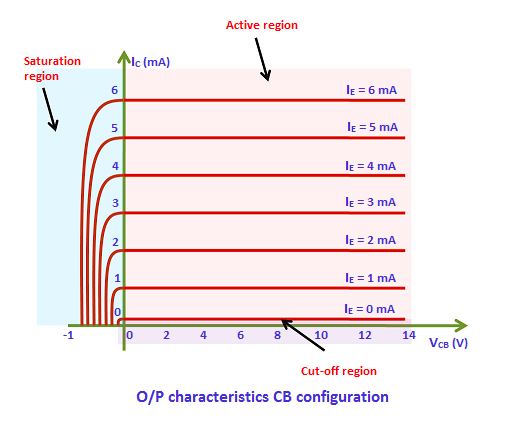 Active region
Saturation
region
IC (mA)
6
IE = 6 mA
5
IE = 5 mA
4
IE = 4 mA
3
IE = 3 mA
2
IE = 2 mA
1
IE = 1 mA
0
IE = 0 mA
-1 0 2 4 6 8 10 12 14
VCB (V)
Cut-off region
O/P characteristics CB configuration